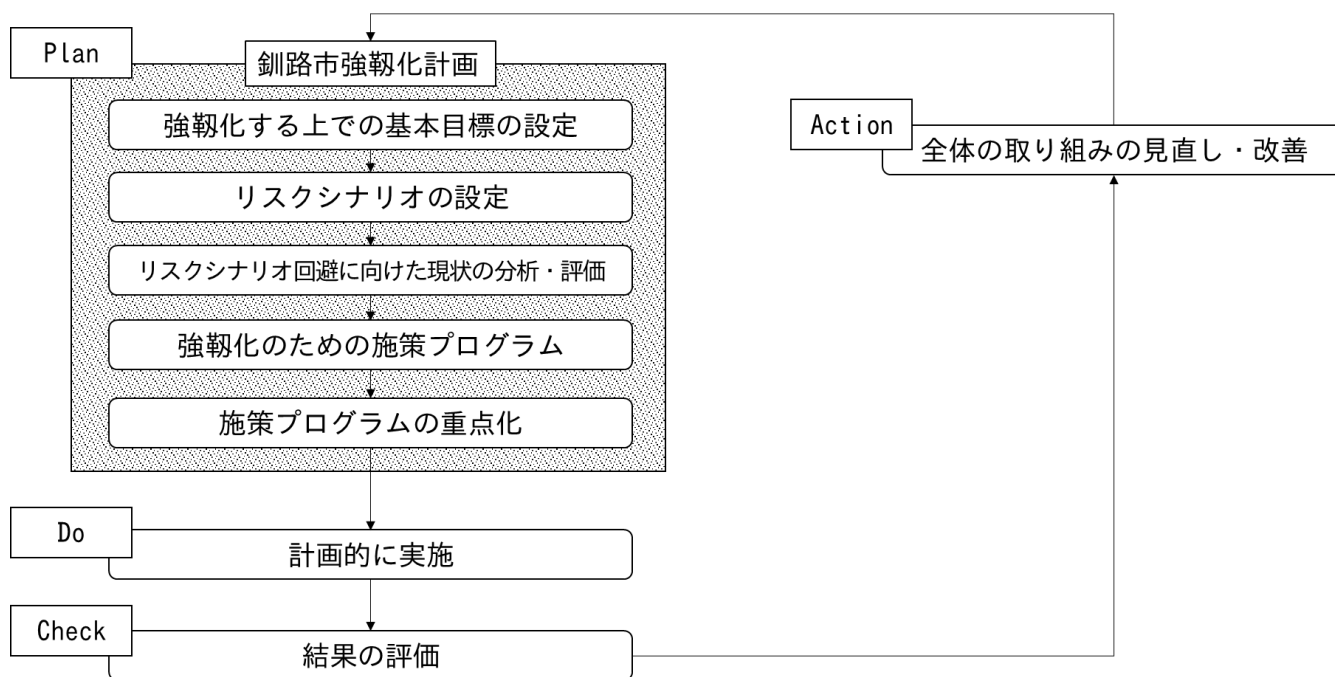 Plan
釧路市強靱化計画
強靱化する上での基本目標の設定
リスクシナリオの設定
リスクシナリオ回避に向けた現状の分析・評価
強靱化のための施策プログラム
施策プログラムの重点化
Do
計画的に実施
Check
結果の評価
Action
全体の取り組みの見直し・改善